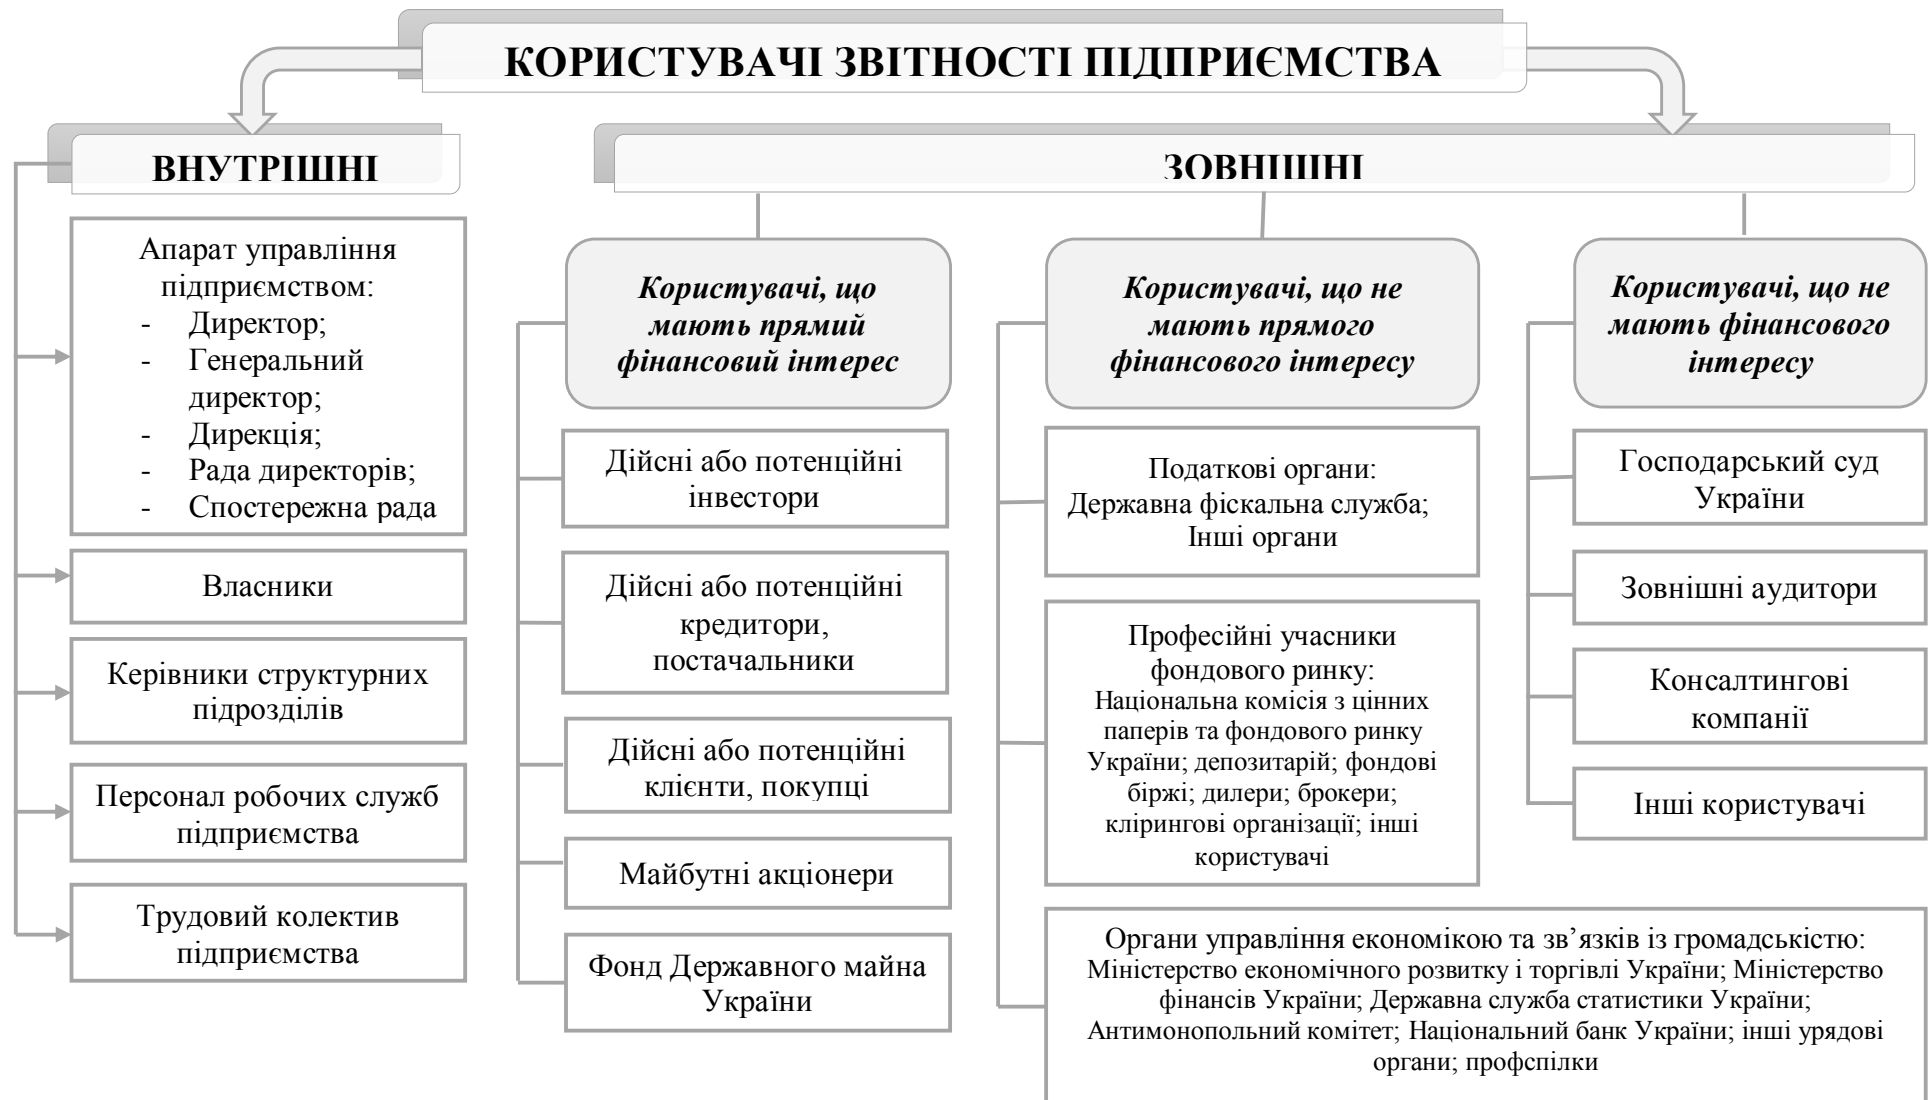 КОРИСТУВАЧІ ЗВІТНОСТІ ПІДПРИЄМСТВА
ВНУТРІШНІ
Апарат управління
підприємством:
- Директор;
- Генеральний
директор;
- Дирекція;
- Рада директорів;
- Спостережна рада
Власники
Керівники структурних
підрозділів
Персонал робочих служб
підприємства
Трудовий колектив
підприємства
ЗОВНІШНІ
Користувачі, що
мають прямий
фінансовий інтерес
Дійсні або потенційні
інвестори
Дійсні або потенційні
кредитори,
постачальники
Дійсні або потенційні
клієнти, покупці
Майбутні акціонери
Фонд Державного майна
України
Користувачі, що не
мають прямого
фінансового інтересу
Податкові органи:
Державна фіскальна служба;
Інші органи
Професійні учасники
фондового ринку:
Національна комісія з цінних
паперів та фондового ринку
України; депозитарій; фондові
біржі; дилери; брокери;
клірингові організації; інші
користувачі
Органи управління економікою та зв’язків із громадськістю:
Міністерство економічного розвитку і торгівлі України; Міністерство
фінансів України; Державна служба статистики України;
Антимонопольний комітет; Національний банк України; інші урядові
органи; профспілки
Користувачі, що не
мають фінансового
інтересу
Господарський суд
України
Зовнішні аудитори
Консалтингові
компанії
Інші користувачі